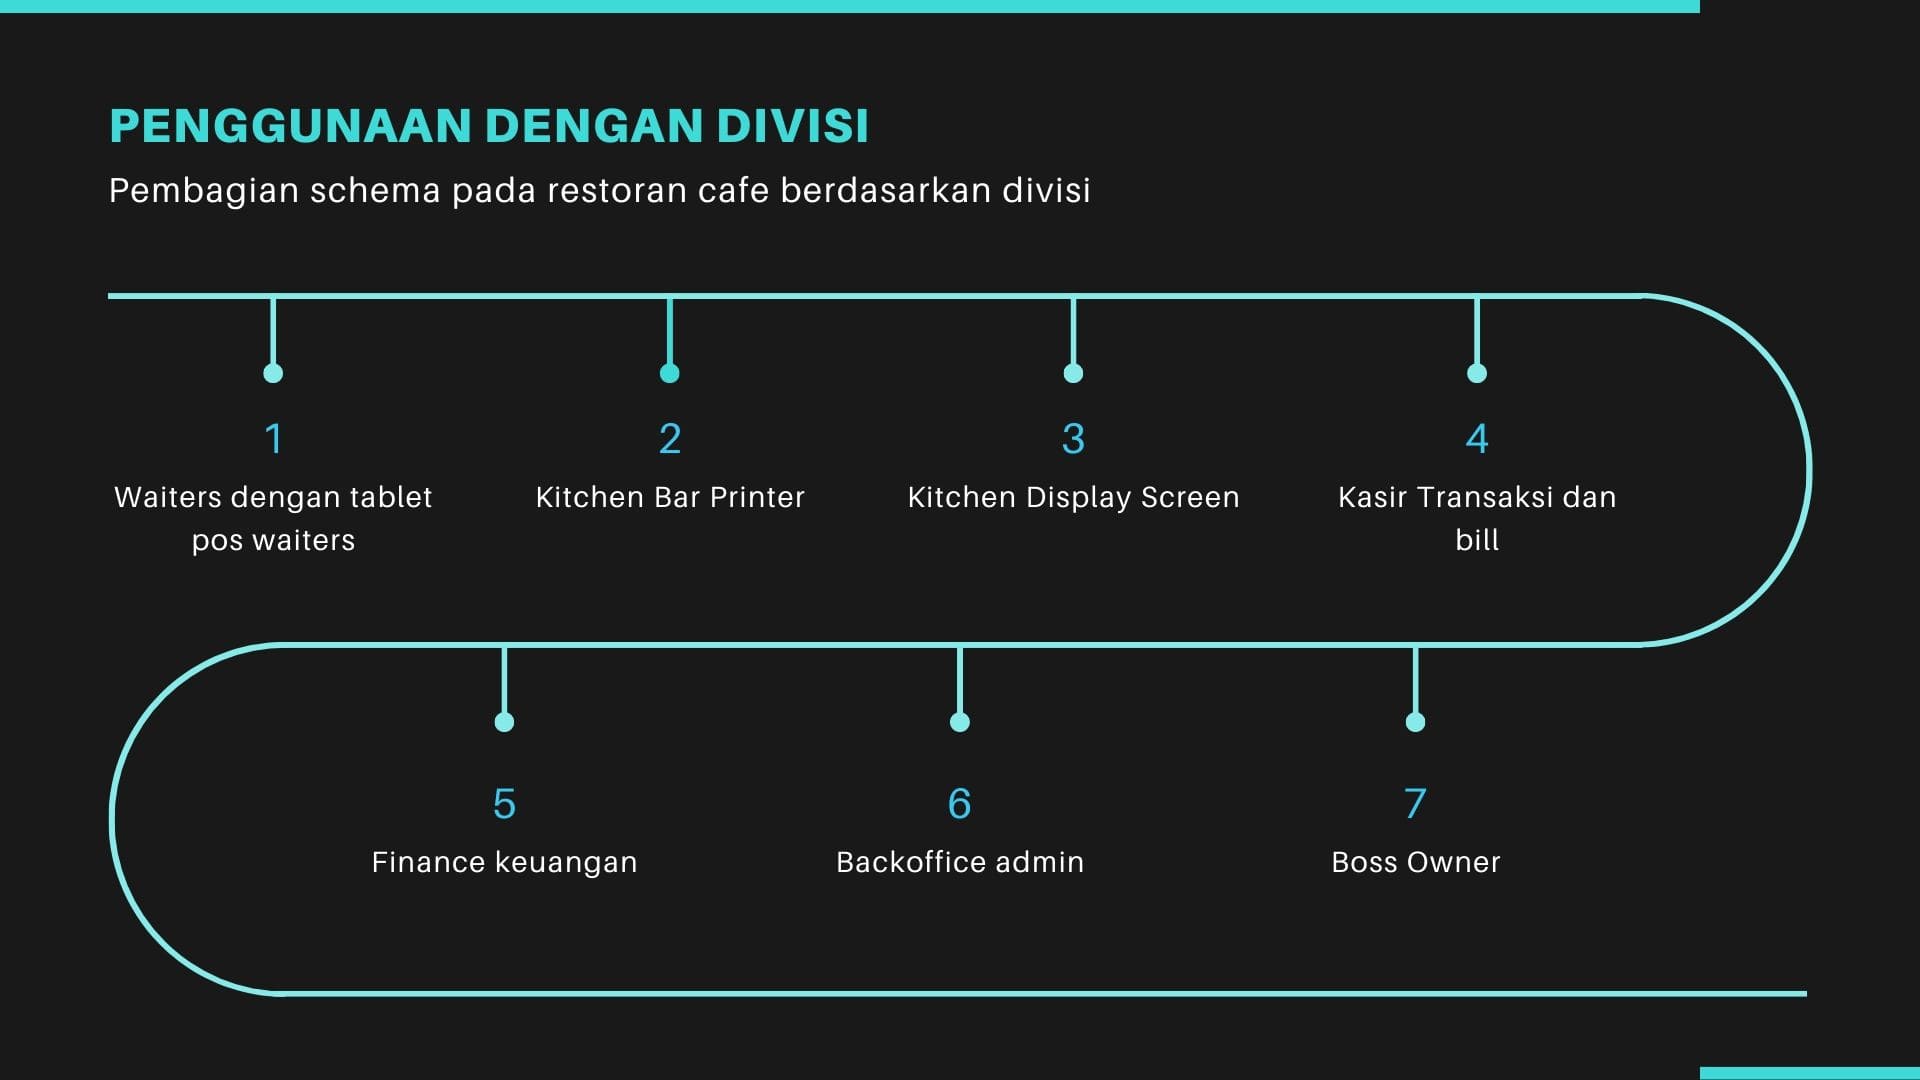 PENGGUNAAN DENGAN DIVISI
Pembagian schema pada restoran cafe berdasarkan divisi
1
Waiters dengan tablet
pos waiters
2
Kitchen Bar Printer
3
Kitchen Display Screen
4
Kasir Transaksi dan
bill
5
Finance keuangan
6
Backoffice admin
7
Boss Owner